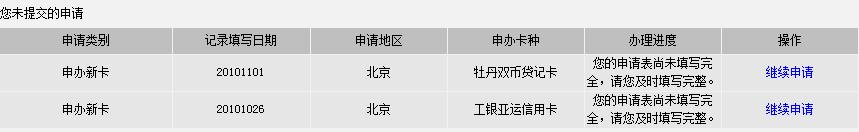 您未提交的申请
申请类别 记录填写日期 申请地区 申办卡种 办理进度 操作
申办新卡 20101101 北京 牡丹双币贷记卡 您的申请表尚未填写完全，请您及时填写完整。 继续申请
申办新卡 20101026 北京 工银亚运信用卡 您的申请表尚未填写完全，请您及时填写完整。 继续申请